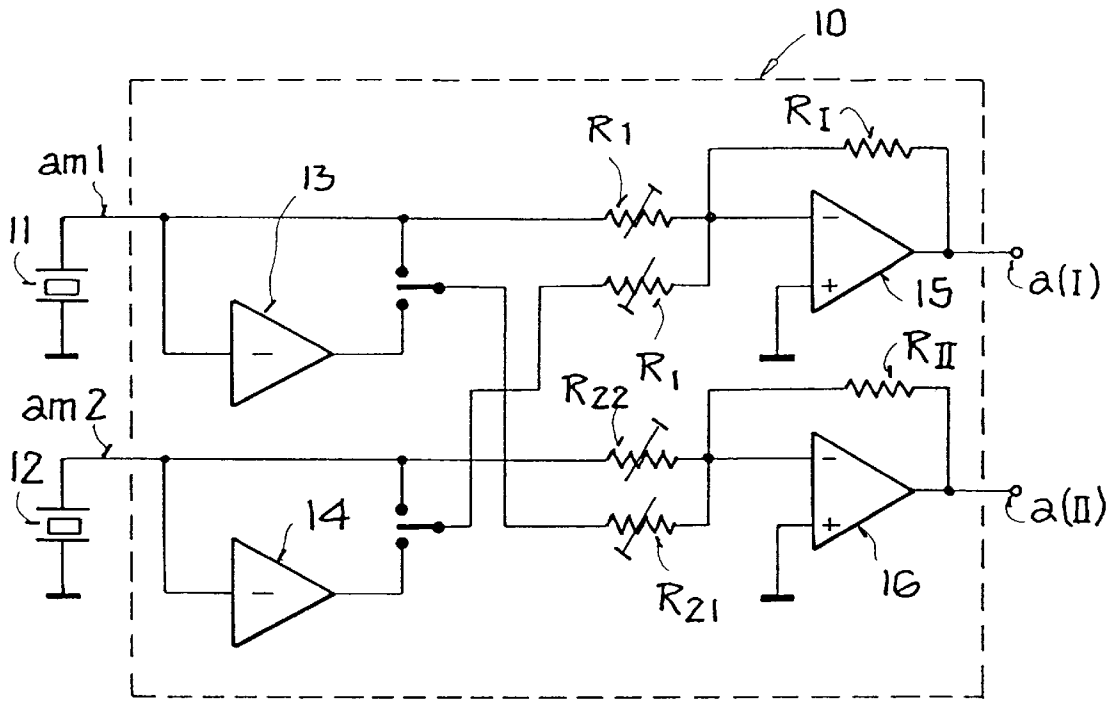 10
R1
RI
am1
13
11
−
−
+
15
a(I)
R1
RII
am2
R22
12
14
−
−
+
a(II)
16
R21